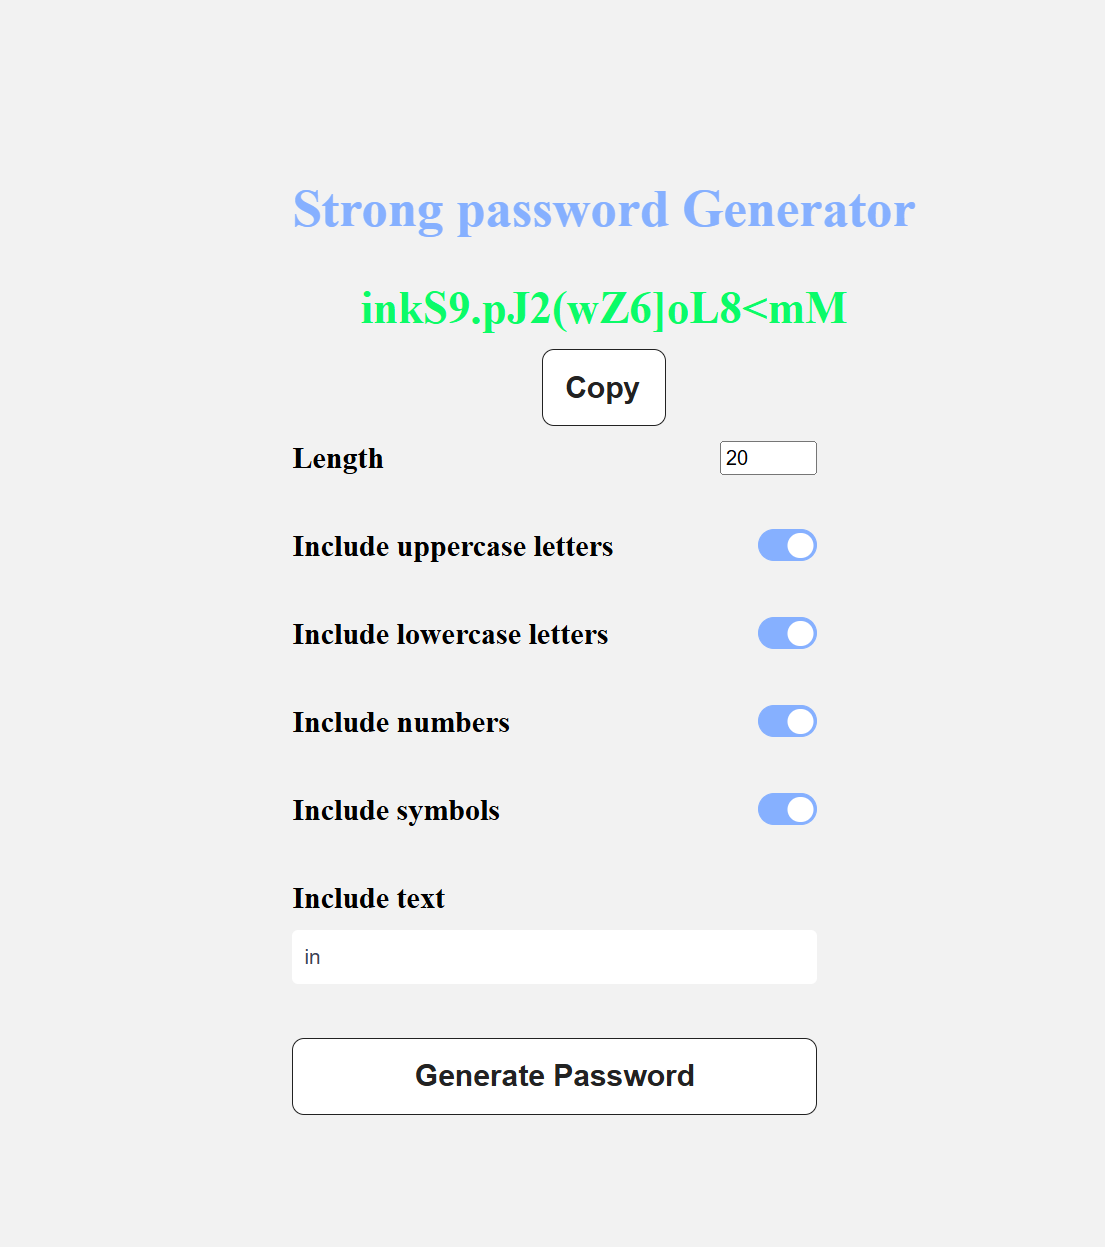 Strong password Generator
inkS9.pJ2(wZ6]oL8<mM
Copy
Length 20
Include uppercase letters
Include lowercase letters
Include numbers
Include symbols
Include text
in
Generate Password